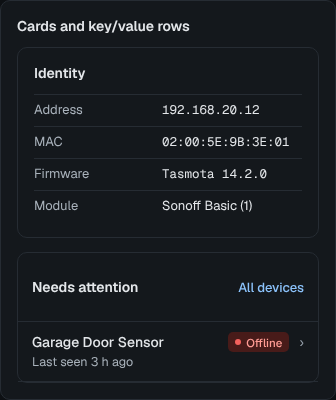 Cards and key/value rows
Identity
Address 192.168.20.12
MAC 02:00:5E:9B:3E:01
Firmware Tasmota 14.2.0
Module Sonoff Basic (1)
Needs attention All devices
Garage Door Sensor Offline ›
Last seen 3 h ago